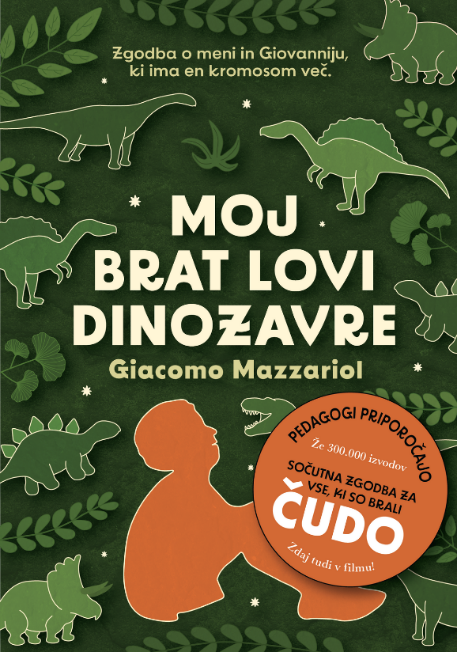 Zgodba o meni in Giovanniju,
ki ima en kromosom več.
MOJ
BRAT LOVI
DINOZAVRE
Giacomo Mazzariol
PEDAGOGI PRIPOROČAJO
Že 300.000 izvodov
SOČUTNA ZGODBA ZA
VSE, KI SO BRALI
ČUDO
Zdaj tudi v filmu!